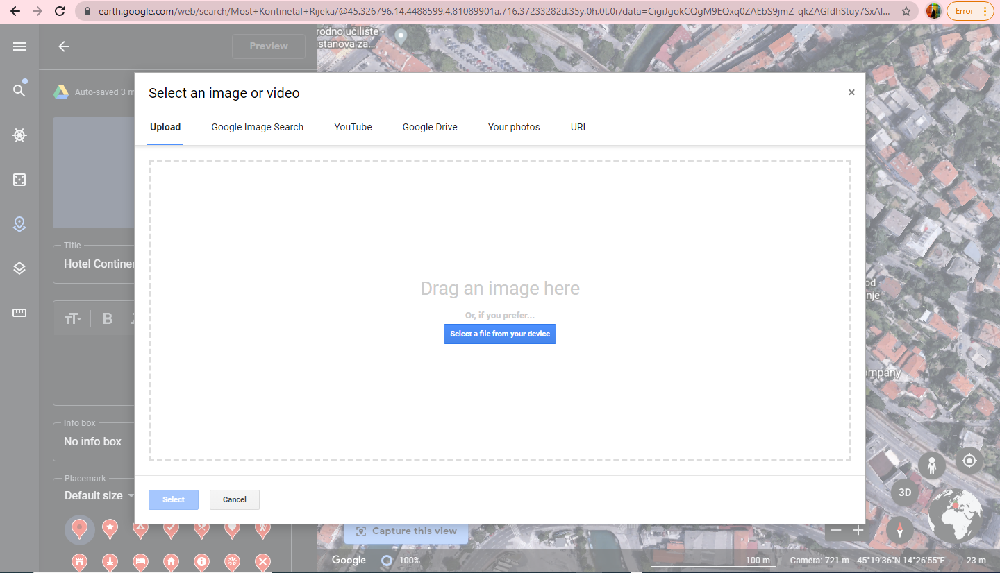 earth.google.com/web/search/Most+Kontinetal+Rijeka/@45.326796,14.4488599,4.81089901a,716.37233282d,35y,0h,0t,0r/data=CigiJgokCQgM9EQxq0ZAEbS9jmZ-qkZAGfdhStuy7SxAI...
Error
rodno učilište -
ustanova za...
Preview
Auto-saved 3 m
Select an image or video
×
Upload
Google Image Search
YouTube
Google Drive
Your photos
URL
Drag an image here
Or, if you prefer...
Select a file from your device
Title
Hotel Continen
B
Info box
No info box
Placemark
Default size
Select
Cancel
od
nje
ompany
3D
Capture this view
Google
100%
100 m
Camera: 721 m
45°19'36"N 14°26'55"E
23 m